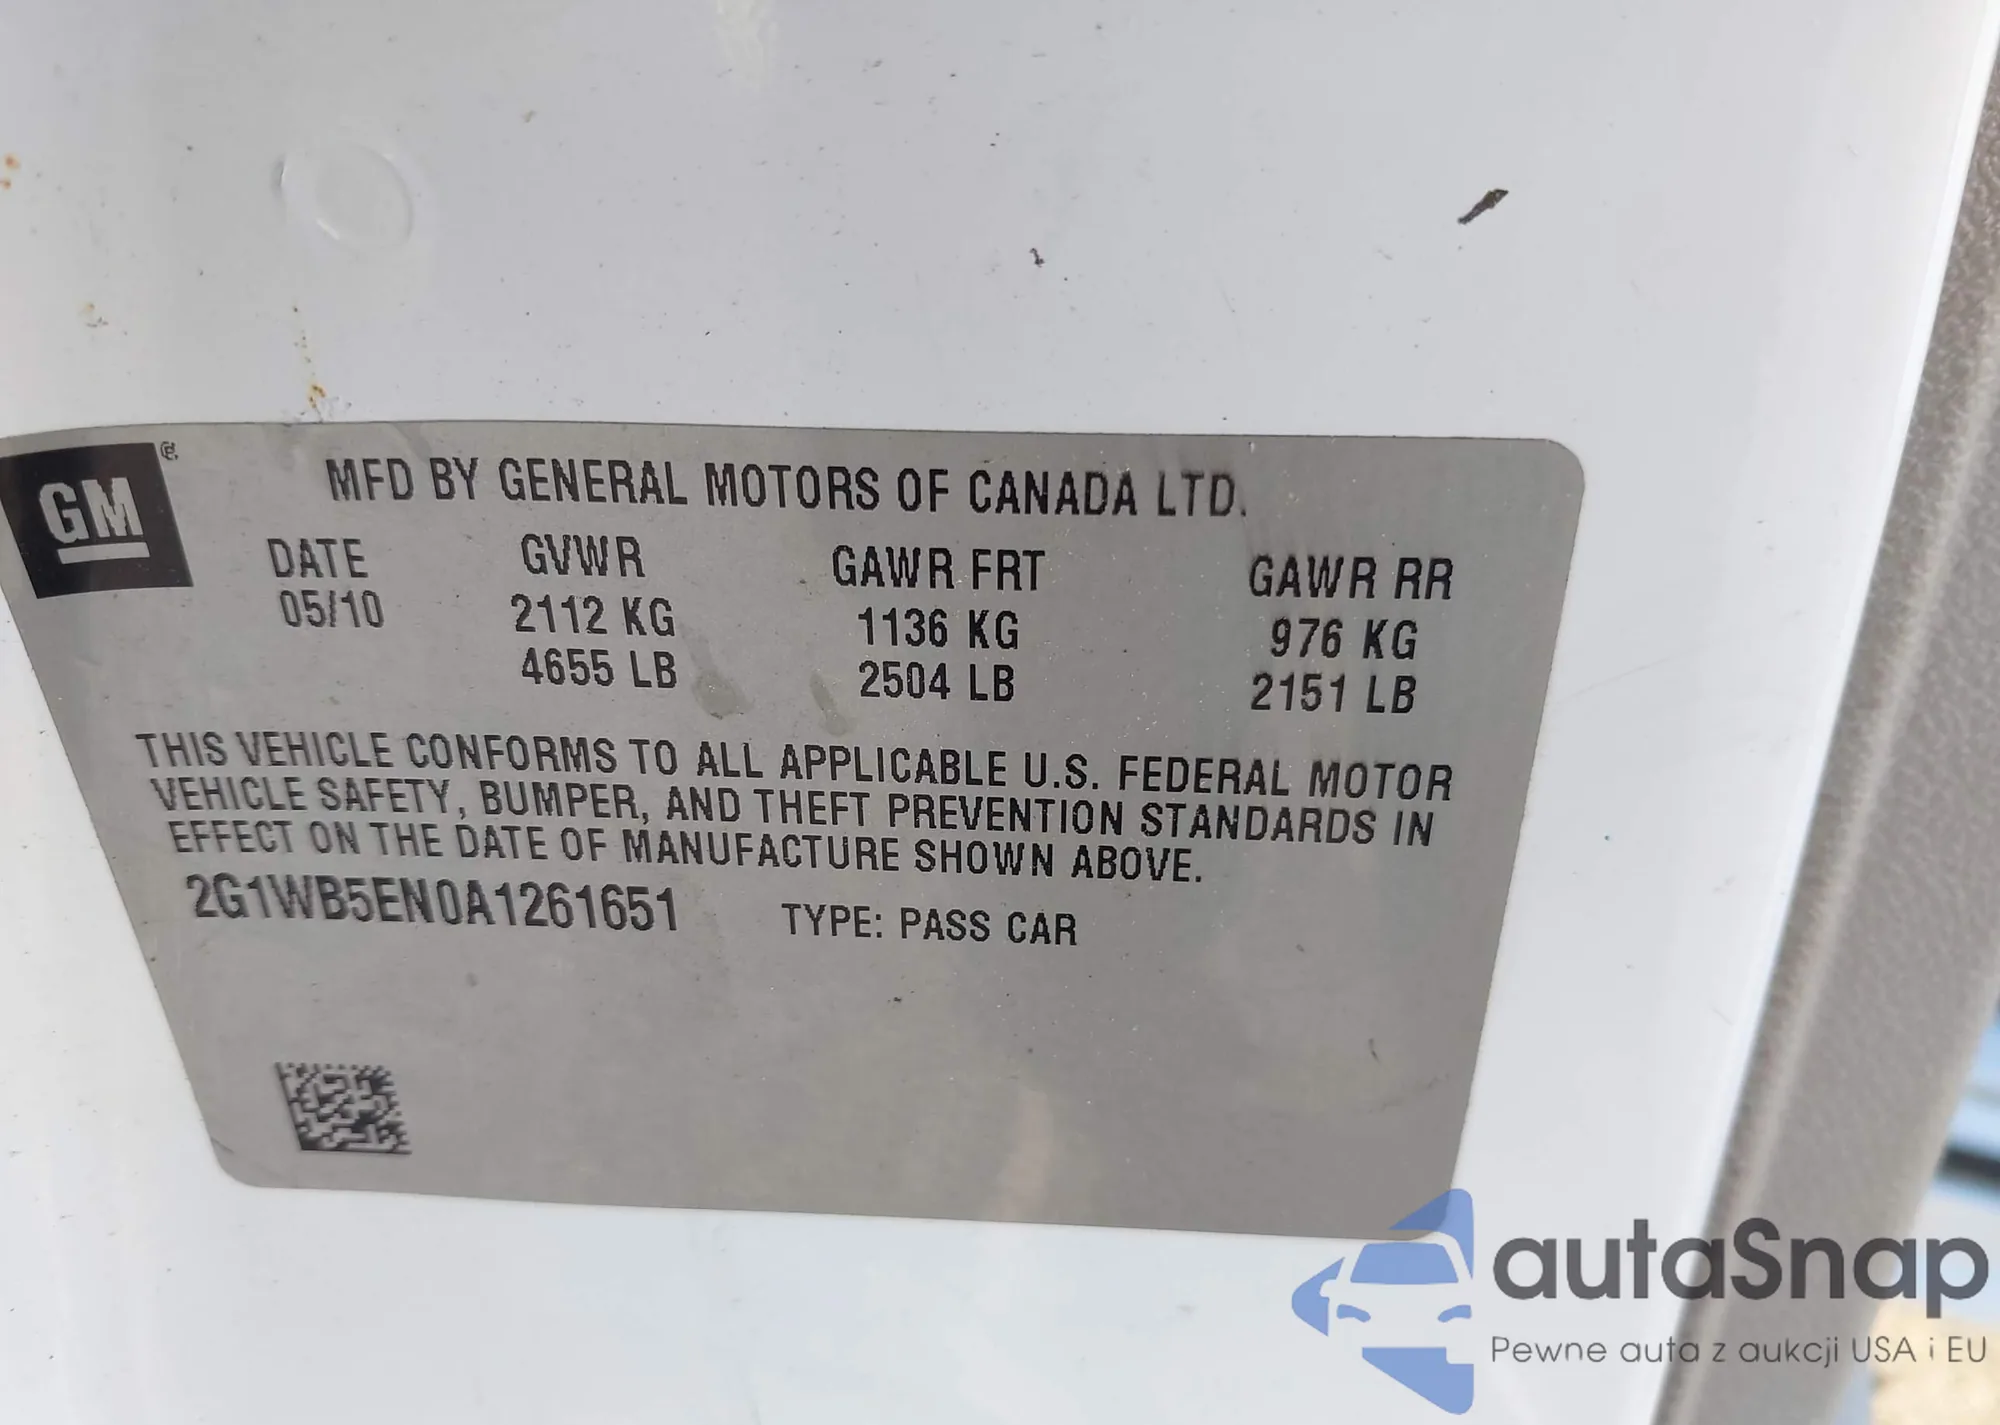 GM
MFD BY GENERAL MOTORS OF CANADA LTD.
DATE GVWR GAWR FRT GAWR RR
05/10 2112 KG 1136 KG 976 KG
4655 LB 2504 LB 2151 LB
THIS VEHICLE CONFORMS TO ALL APPLICABLE U.S. FEDERAL MOTOR
VEHICLE SAFETY, BUMPER, AND THEFT PREVENTION STANDARDS IN
EFFECT ON THE DATE OF MANUFACTURE SHOWN ABOVE.
2G1WB5EN0A1261651 TYPE: PASS CAR
autaSnap
Pewne auta z aukcji USA i EU